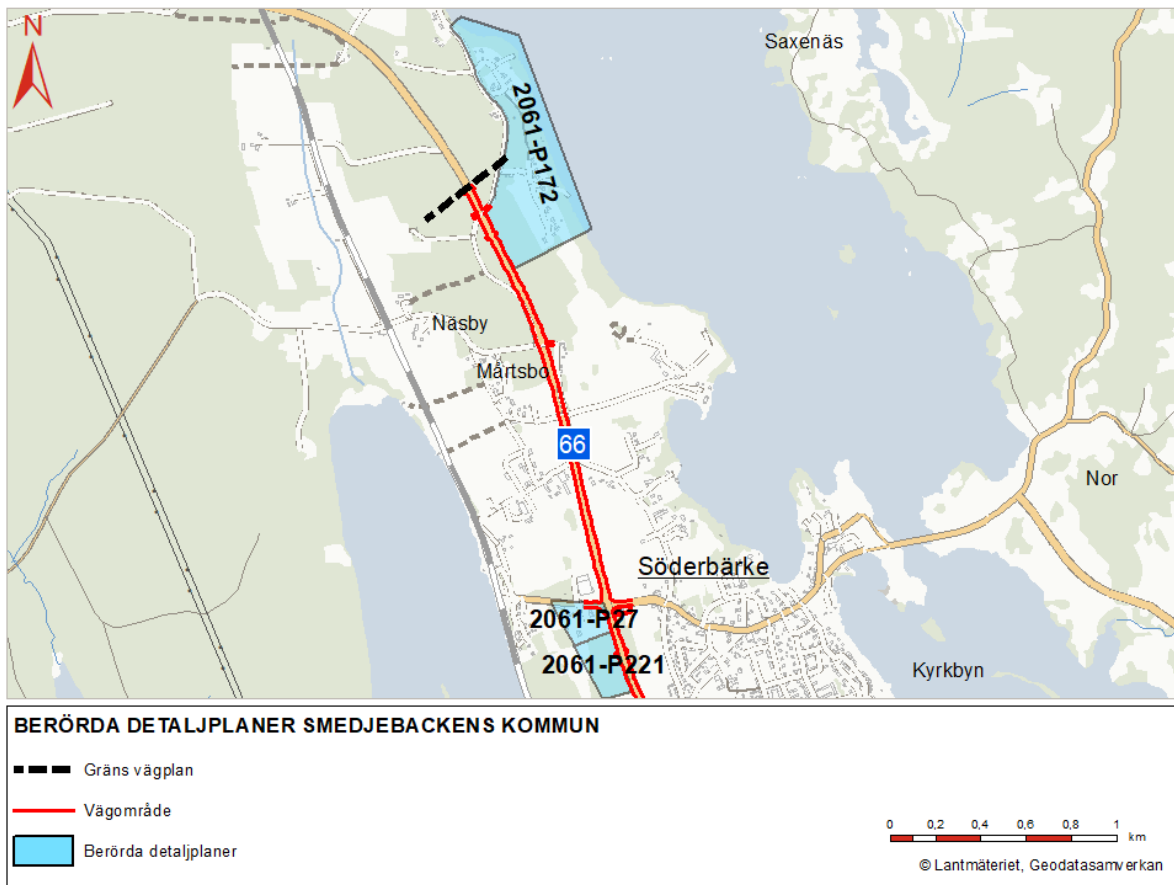 N
Saxenäs
2061-P172
Näsby
Mårtsbo
66
Nor
Söderbärke
2061-P27
2061-P221
Kyrkbyn
BERÖRDA DETALJPLANER SMEDJEBACKENS KOMMUN
Gräns vägplan
Vägområde
Berörda detaljplaner
0 0,2 0,4 0,6 0,8 1
km
© Lantmäteriet, Geodatasamverkan